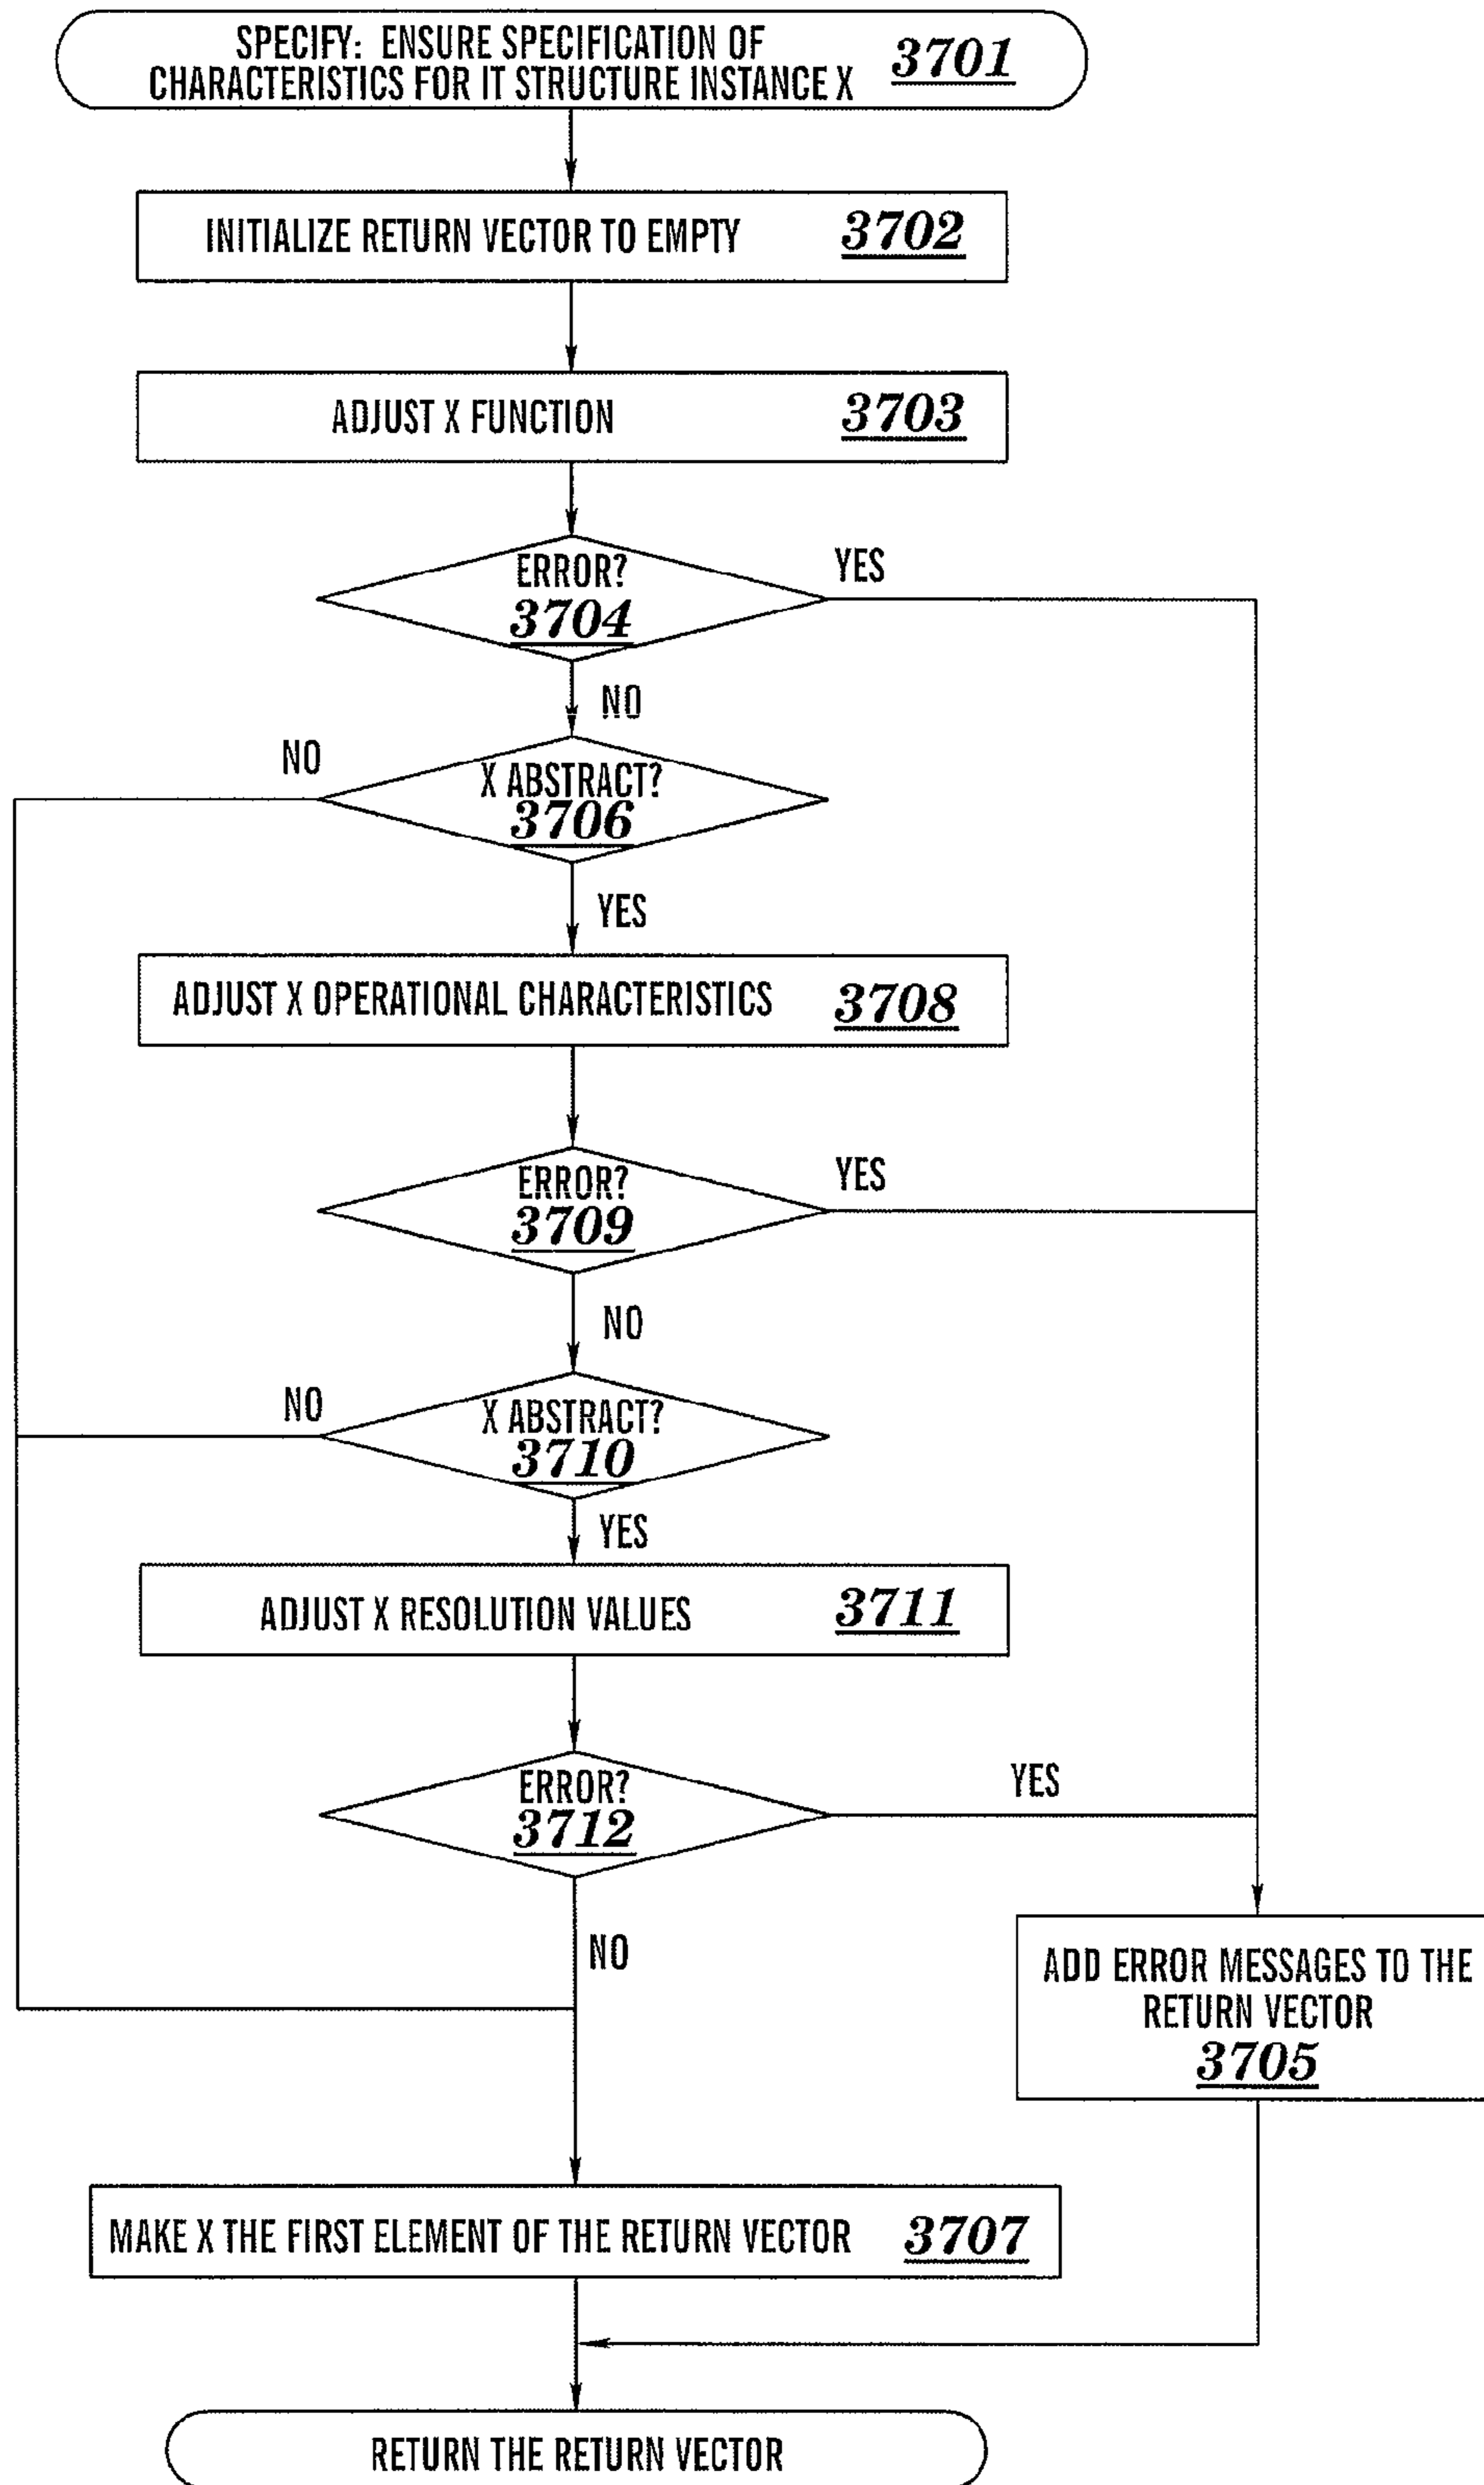 SPECIFY: ENSURE SPECIFICATION OF
CHARACTERISTICS FOR IT STRUCTURE INSTANCE X 3701
INITIALIZE RETURN VECTOR TO EMPTY 3702
ADJUST X FUNCTION 3703
ERROR?
3704
YES
NO
NO
X ABSTRACT?
3706
YES
ADJUST X OPERATIONAL CHARACTERISTICS 3708
ERROR?
3709
YES
NO
NO
X ABSTRACT?
3710
YES
ADJUST X RESOLUTION VALUES 3711
ERROR?
3712
YES
NO
ADD ERROR MESSAGES TO THE
RETURN VECTOR
3705
MAKE X THE FIRST ELEMENT OF THE RETURN VECTOR 3707
RETURN THE RETURN VECTOR